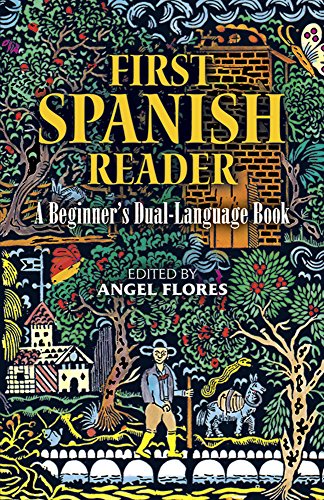 FIRST
SPANISH
READER
A Beginner's Dual-Language Book
EDITED BY
ANGEL FLORES